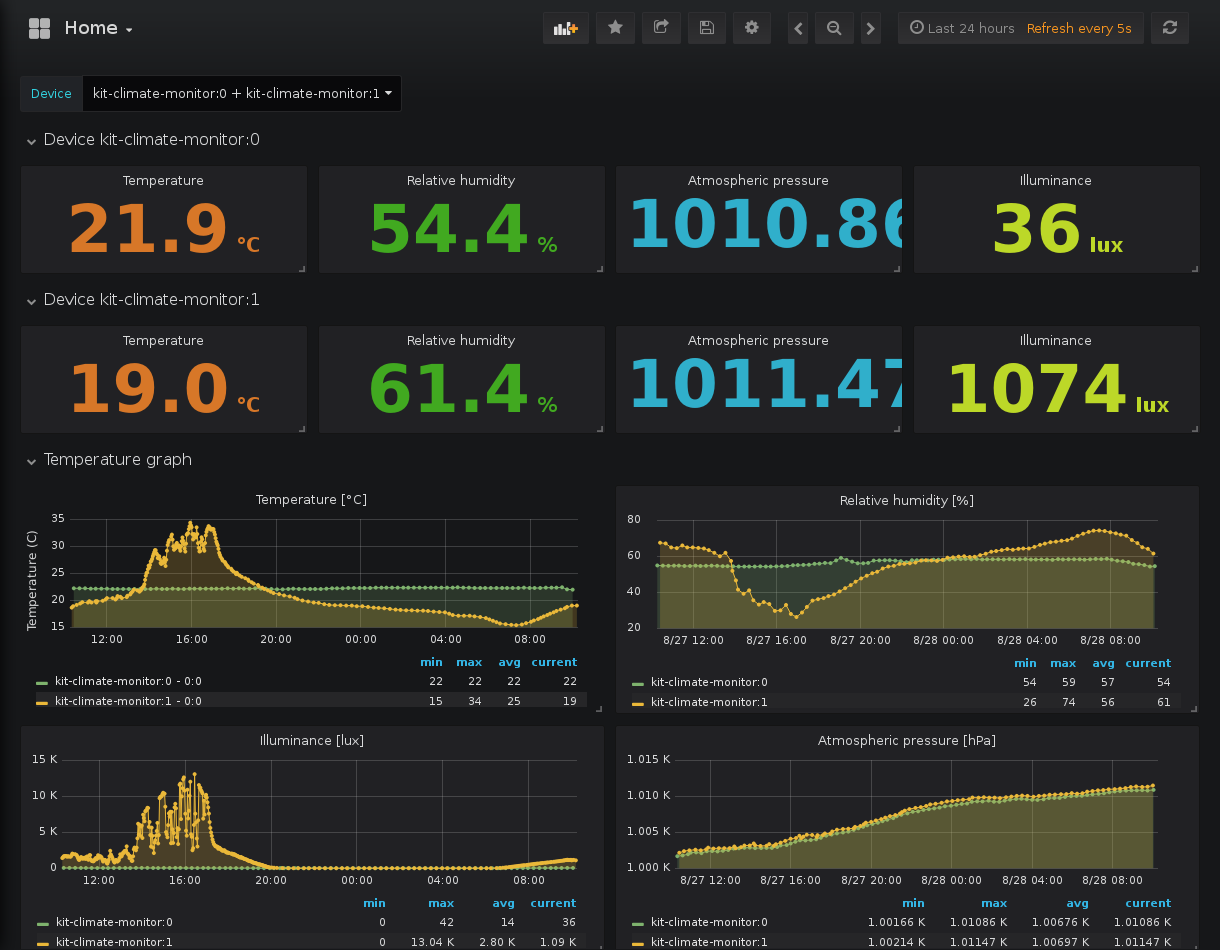 Home
Last 24 hours Refresh every 5s
Device kit-climate-monitor:0 + kit-climate-monitor:1
Device kit-climate-monitor:0
Temperature Relative humidity Atmospheric pressure Illuminance
21.9 °C 54.4 % 1010.86 36 lux
Device kit-climate-monitor:1
Temperature Relative humidity Atmospheric pressure Illuminance
19.0 °C 61.4 % 1011.47 1074 lux
Temperature graph
Temperature [°C]
Temperature (C)
35
30
25
20
15
12:00 16:00 20:00 00:00 04:00 08:00
min max avg current
kit-climate-monitor:0 - 0:0 22 22 22 22
kit-climate-monitor:1 - 0:0 15 34 25 19
Relative humidity [%]
80
60
40
20
8/27 12:00 8/27 16:00 8/27 20:00 8/28 00:00 8/28 04:00 8/28 08:00
min max avg current
kit-climate-monitor:0 54 59 57 54
kit-climate-monitor:1 26 74 56 61
Illuminance [lux]
15 K
10 K
5 K
0
12:00 16:00 20:00 00:00 04:00 08:00
min max avg current
kit-climate-monitor:0 0 42 14 36
kit-climate-monitor:1 0 13.04 K 2.80 K 1.09 K
Atmospheric pressure [hPa]
1.015 K
1.010 K
1.005 K
1.000 K
8/27 12:00 8/27 16:00 8/27 20:00 8/28 00:00 8/28 04:00 8/28 08:00
min max avg current
kit-climate-monitor:0 1.00166 K 1.01086 K 1.00676 K 1.01086 K
kit-climate-monitor:1 1.00214 K 1.01147 K 1.00697 K 1.01147 K